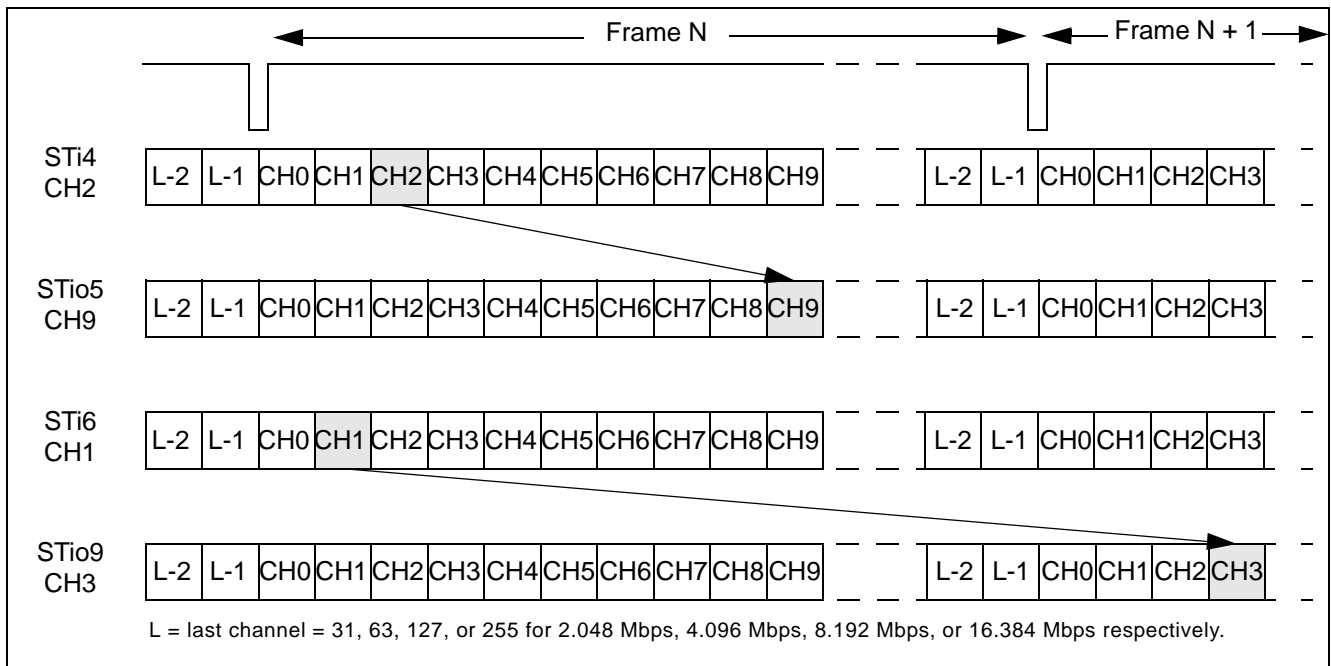 Frame N
Frame N + 1
STi4
CH2
L-2 L-1 CH0 CH1 CH2 CH3 CH4 CH5 CH6 CH7 CH8 CH9 L-2 L-1 CH0 CH1 CH2 CH3
STio5
CH9
L-2 L-1 CH0 CH1 CH2 CH3 CH4 CH5 CH6 CH7 CH8 CH9 L-2 L-1 CH0 CH1 CH2 CH3
STi6
CH1
L-2 L-1 CH0 CH1 CH2 CH3 CH4 CH5 CH6 CH7 CH8 CH9 L-2 L-1 CH0 CH1 CH2 CH3
STio9
CH3
L-2 L-1 CH0 CH1 CH2 CH3 CH4 CH5 CH6 CH7 CH8 CH9 L-2 L-1 CH0 CH1 CH2 CH3
L = last channel = 31, 63, 127, or 255 for 2.048 Mbps, 4.096 Mbps, 8.192 Mbps, or 16.384 Mbps respectively.